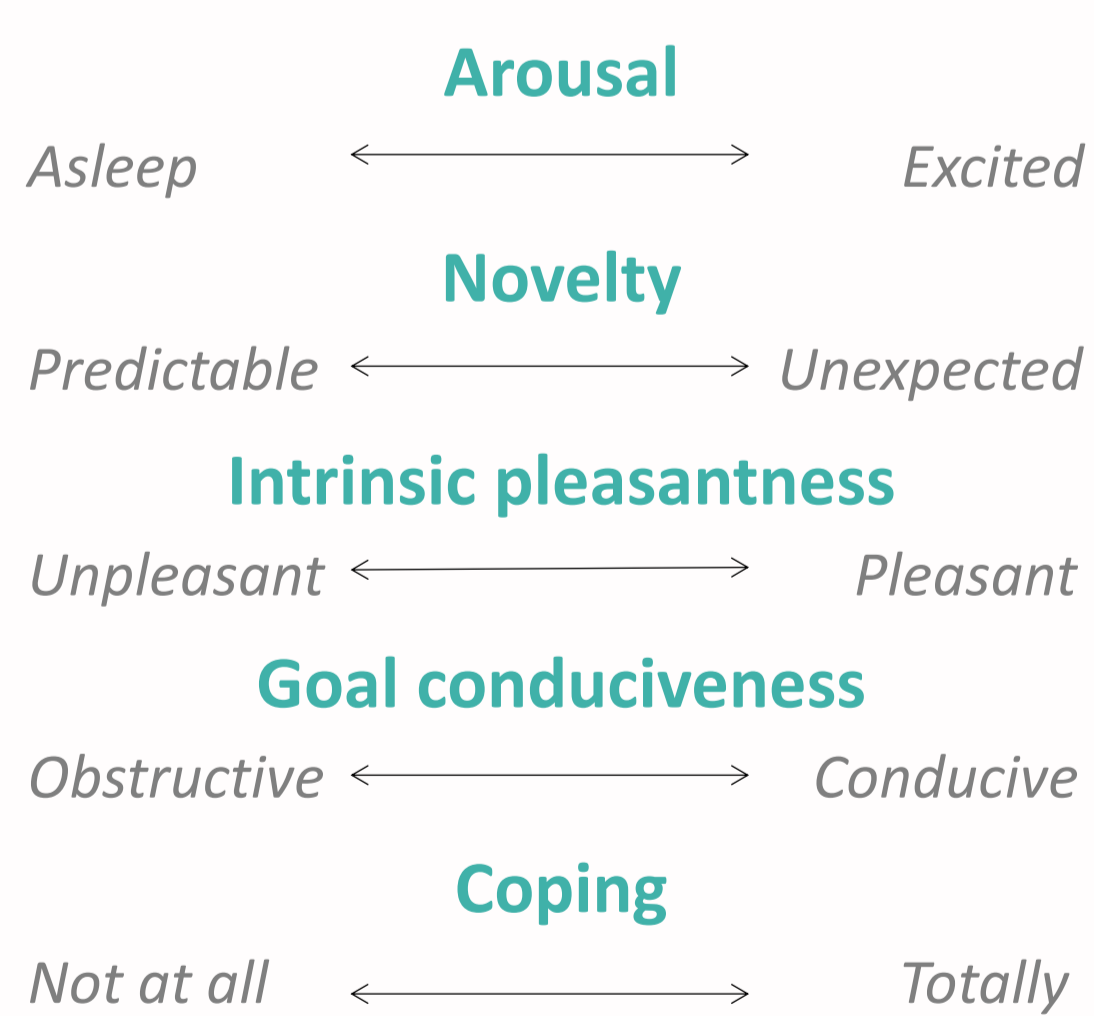 Arousal
Asleep Excited
Novelty
Predictable Unexpected
Intrinsic pleasantness
Unpleasant Pleasant
Goal conduciveness
Obstructive Conducive
Coping
Not at all Totally